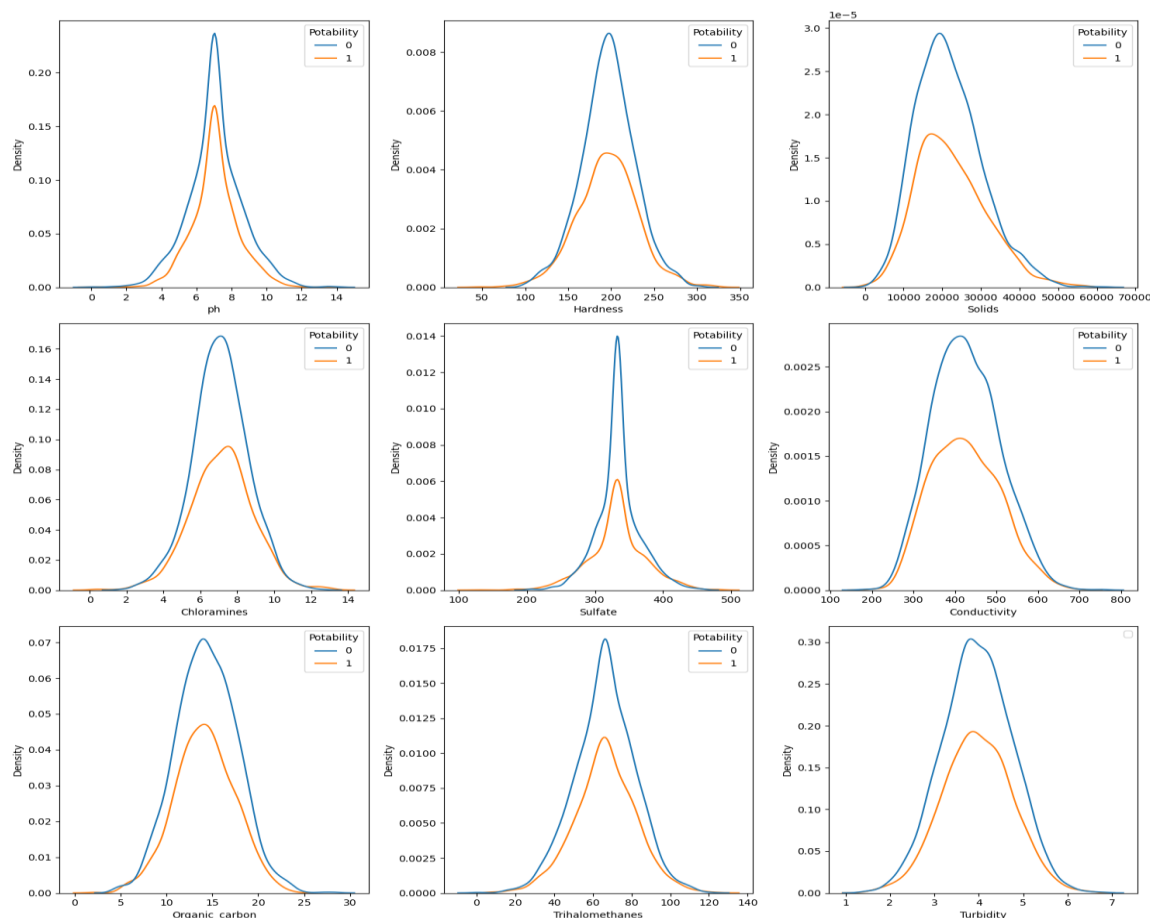 Potability
0
1
0.20
0.15
0.10
0.05
0.00
Density
0 2 4 6 8 10 12 14
ph
Potability
0
1
0.008
0.006
0.004
0.002
0.000
Density
50 100 150 200 250 300 350
Hardness
1e−5
Potability
0
1
3.0
2.5
2.0
1.5
1.0
0.5
0.0
Density
0 10000 20000 30000 40000 50000 60000 70000
Solids
Potability
0
1
0.16
0.14
0.12
0.10
0.08
0.06
0.04
0.02
0.00
Density
0 2 4 6 8 10 12 14
Chloramines
Potability
0
1
0.014
0.012
0.010
0.008
0.006
0.004
0.002
0.000
Density
100 200 300 400 500
Sulfate
Potability
0
1
0.0025
0.0020
0.0015
0.0010
0.0005
0.0000
Density
100 200 300 400 500 600 700 800
Conductivity
Potability
0
1
0.07
0.06
0.05
0.04
0.03
0.02
0.01
0.00
Density
0 5 10 15 20 25 30
Organic_carbon
Potability
0
1
0.0175
0.0150
0.0125
0.0100
0.0075
0.0050
0.0025
0.0000
Density
0 20 40 60 80 100 120 140
Trihalomethanes
0.30
0.25
0.20
0.15
0.10
0.05
0.00
Density
1 2 3 4 5 6 7
Turbidity